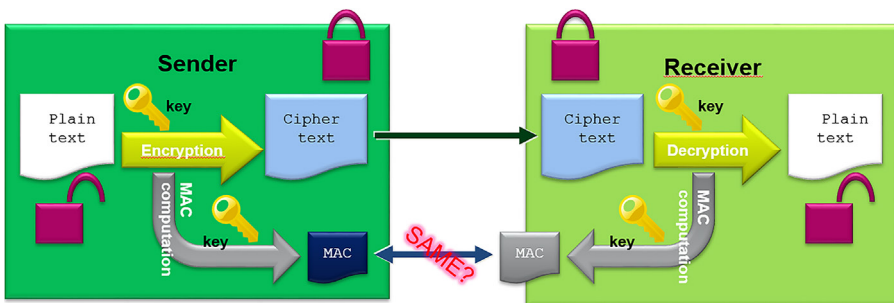 Sender
Plain
text
key
Encryption
Cipher
text
MAC
computation
key
MAC
SAME?
Receiver
Cipher
text
key
Decryption
Plain
text
MAC
computation
key
MAC